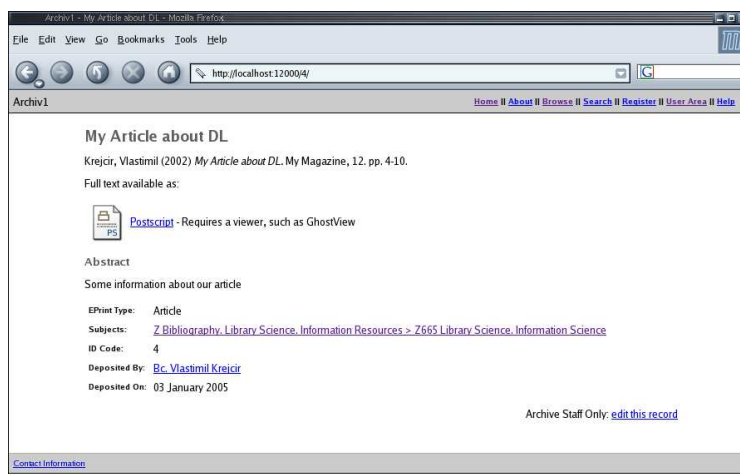 Archiv1 - My Article about DL - Mozilla Firefox
File Edit View Go Bookmarks Tools Help
http://localhost:12000/4/
G
Archiv1
Home || About || Browse || Search || Register || User Area || Help
My Article about DL
Krejcir, Vlastimil (2002) My Article about DL. My Magazine, 12. pp. 4-10.
Full text available as:
PS
Postscript - Requires a viewer, such as GhostView
Abstract
Some information about our article
EPrint Type: Article
Subjects: Z Bibliography. Library Science. Information Resources > Z665 Library Science. Information Science
ID Code: 4
Deposited By: Bc. Vlastimil Krejcir
Deposited On: 03 January 2005
Archive Staff Only: edit this record
Contact Information